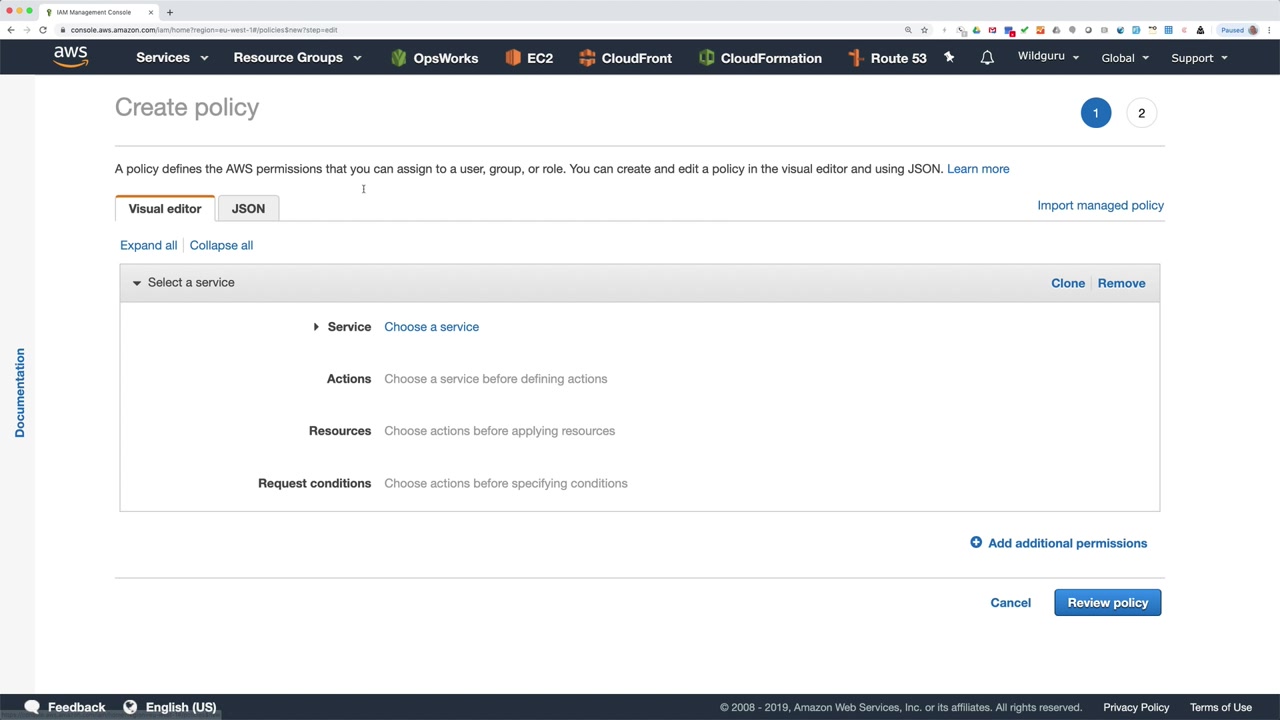 IAM Management Console
console.aws.amazon.com/iam/home?region=eu-west-1#/policies$new?step=edit
Paused
aws
Services
Resource Groups
OpsWorks
EC2
CloudFront
CloudFormation
Route 53
Wildguru
Global
Support
Create policy
1
2
A policy defines the AWS permissions that you can assign to a user, group, or role. You can create and edit a policy in the visual editor and using JSON. Learn more
Visual editor
JSON
Import managed policy
Expand all
Collapse all
Select a service
Clone
Remove
Service
Choose a service
Actions
Choose a service before defining actions
Resources
Choose actions before applying resources
Request conditions
Choose actions before specifying conditions
Documentation
Add additional permissions
Cancel
Review policy
Feedback
English (US)
© 2008 - 2019, Amazon Web Services, Inc. or its affiliates. All rights reserved.
Privacy Policy
Terms of Use